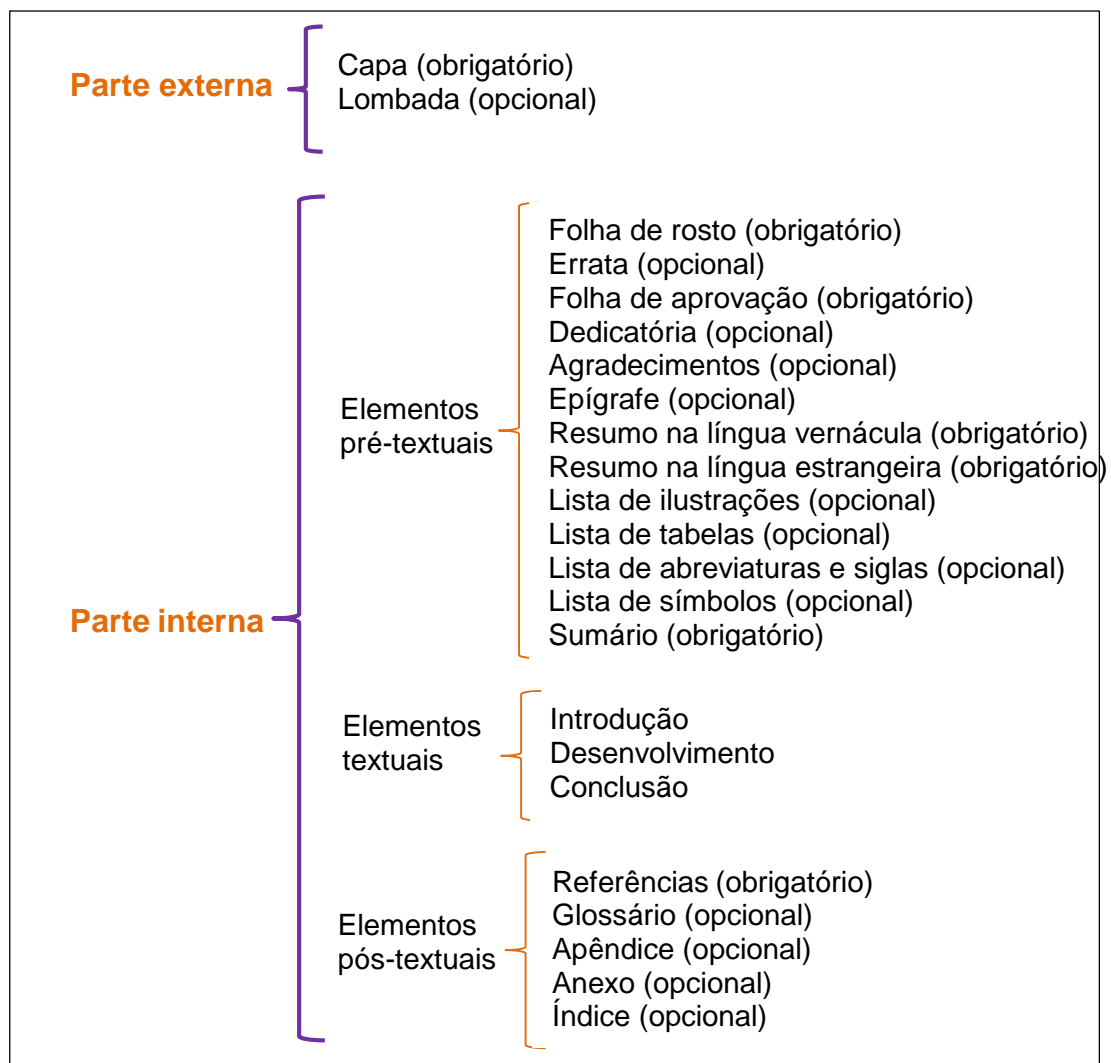 Parte externa
Capa (obrigatório)
Lombada (opcional)
Parte interna
Elementos
pré-textuais
Folha de rosto (obrigatório)
Errata (opcional)
Folha de aprovação (obrigatório)
Dedicatória (opcional)
Agradecimentos (opcional)
Epígrafe (opcional)
Resumo na língua vernácula (obrigatório)
Resumo na língua estrangeira (obrigatório)
Lista de ilustrações (opcional)
Lista de tabelas (opcional)
Lista de abreviaturas e siglas (opcional)
Lista de símbolos (opcional)
Sumário (obrigatório)
Elementos
textuais
Introdução
Desenvolvimento
Conclusão
Elementos
pós-textuais
Referências (obrigatório)
Glossário (opcional)
Apêndice (opcional)
Anexo (opcional)
Índice (opcional)